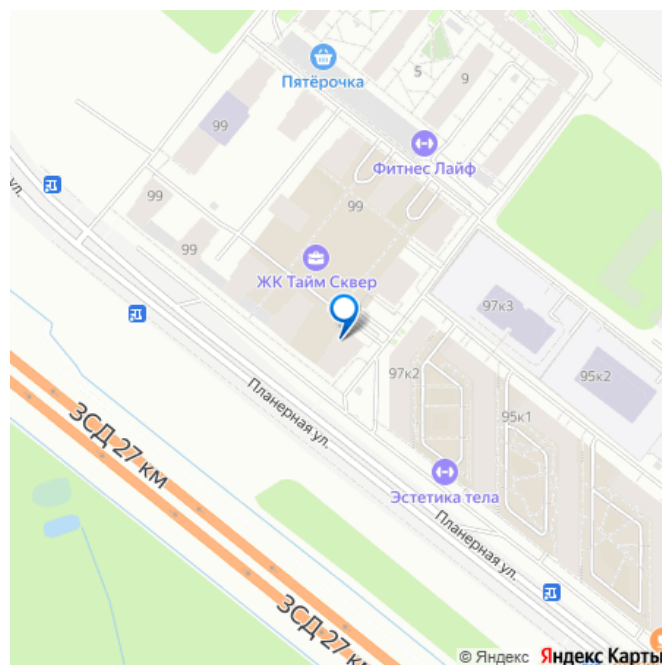 5
9
Пятёрочка
99
Фитнес Лайф
ул.
99
99
99
ЖК Тайм Сквер
97к3
97к2
95к2
95к1
Планерная ул.
ЗСД 27 км
Эстетика тела
Планерная ул.
ЗСД 27 км
© Яндекс Яндекс Карты